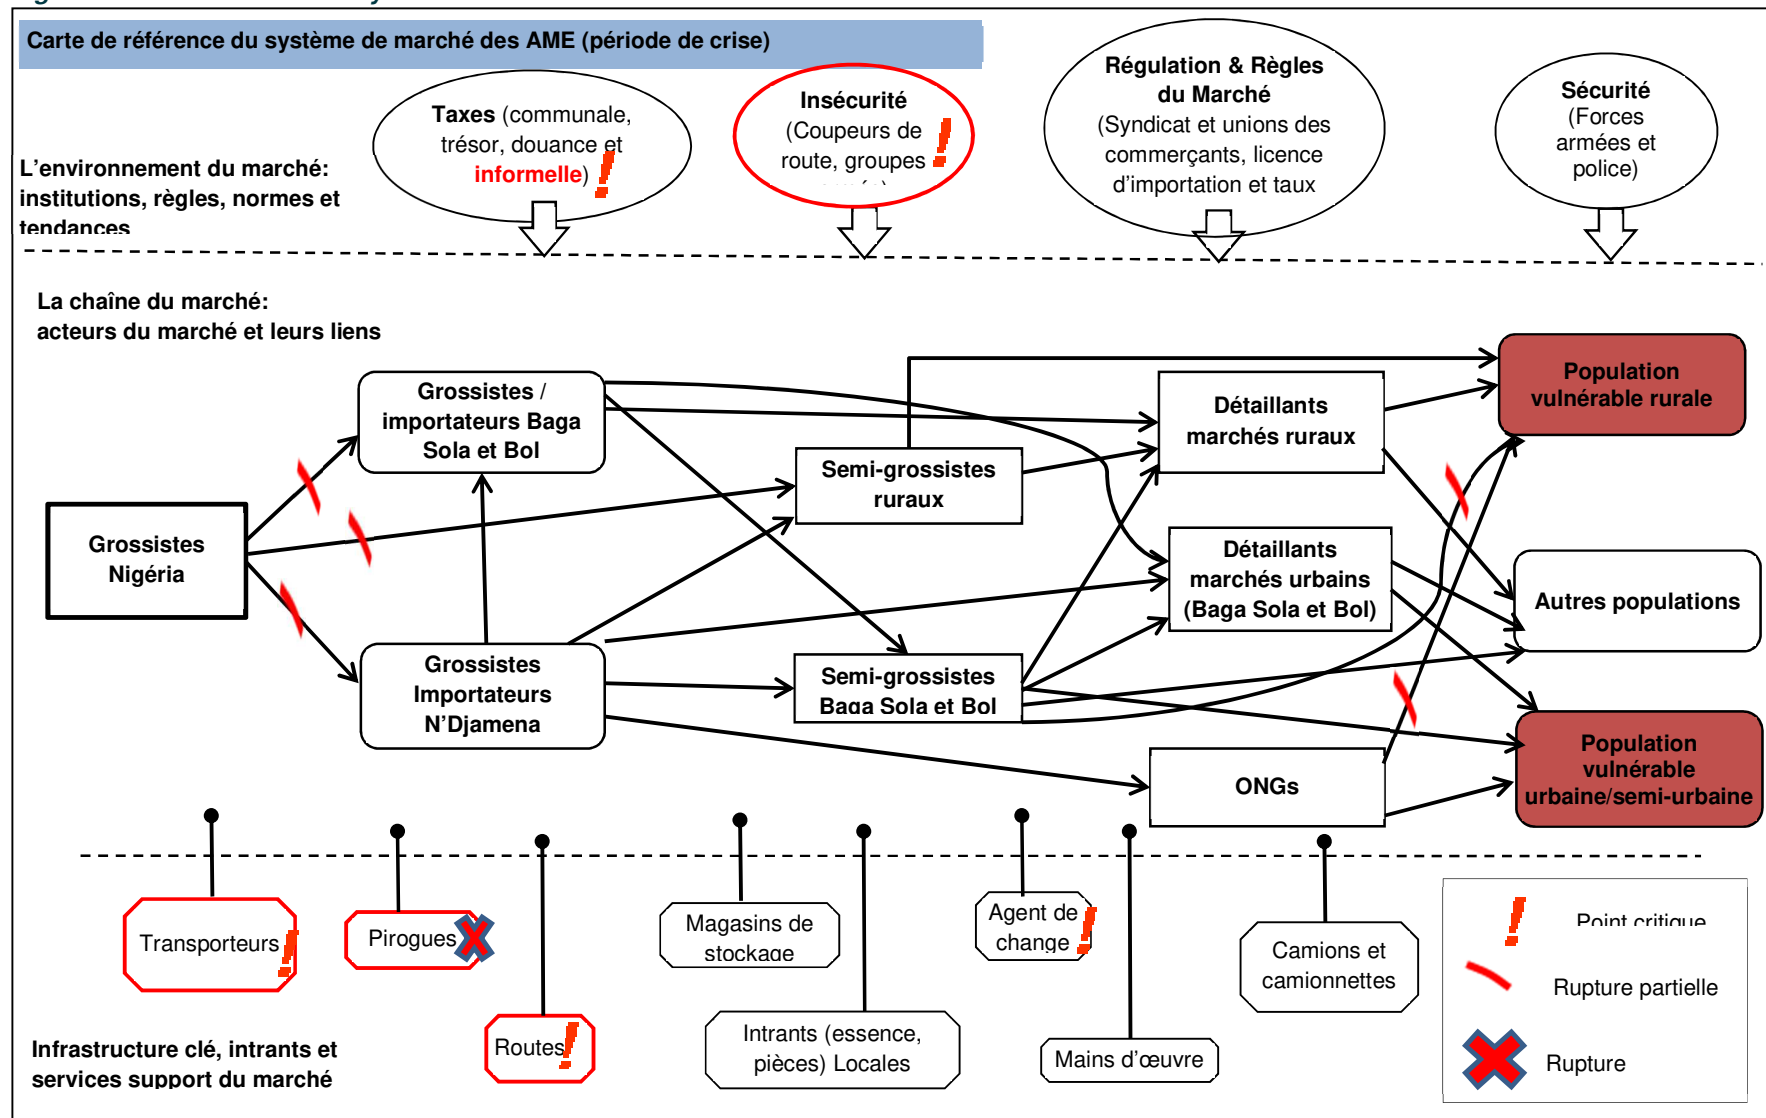 Carte de référence du système de marché des AME (période de crise)
Taxes (communale,
trésor, douance et
informelle)
Insécurité
(Coupeurs de
route, groupes
Régulation & Règles
du Marché
(Syndicat et unions des
commerçants, licence
d'importation et taux
Sécurité
(Forces
armées et
police)
L'environnement du marché:
institutions, règles, normes et
tendances
La chaîne du marché:
acteurs du marché et leurs liens
Grossistes
Nigéria
Grossistes /
importateurs Baga
Sola et Bol
Grossistes
Importateurs
N'Djamena
Semi-grossistes
ruraux
Semi-grossistes
Baga Sola et Bol
Détaillants
marchés ruraux
Détaillants
marchés urbains
(Baga Sola et Bol)
ONGs
Population
vulnérable rurale
Autres populations
Population
vulnérable
urbaine/semi-urbaine
Transporteurs
Pirogues
Routes
Magasins de
stockage
Intrants (essence,
pièces) Locales
Agent de
change
Mains d'œuvre
Camions et
camionnettes
Infrastructure clé, intrants et
services support du marché
Point critique
Rupture partielle
Rupture